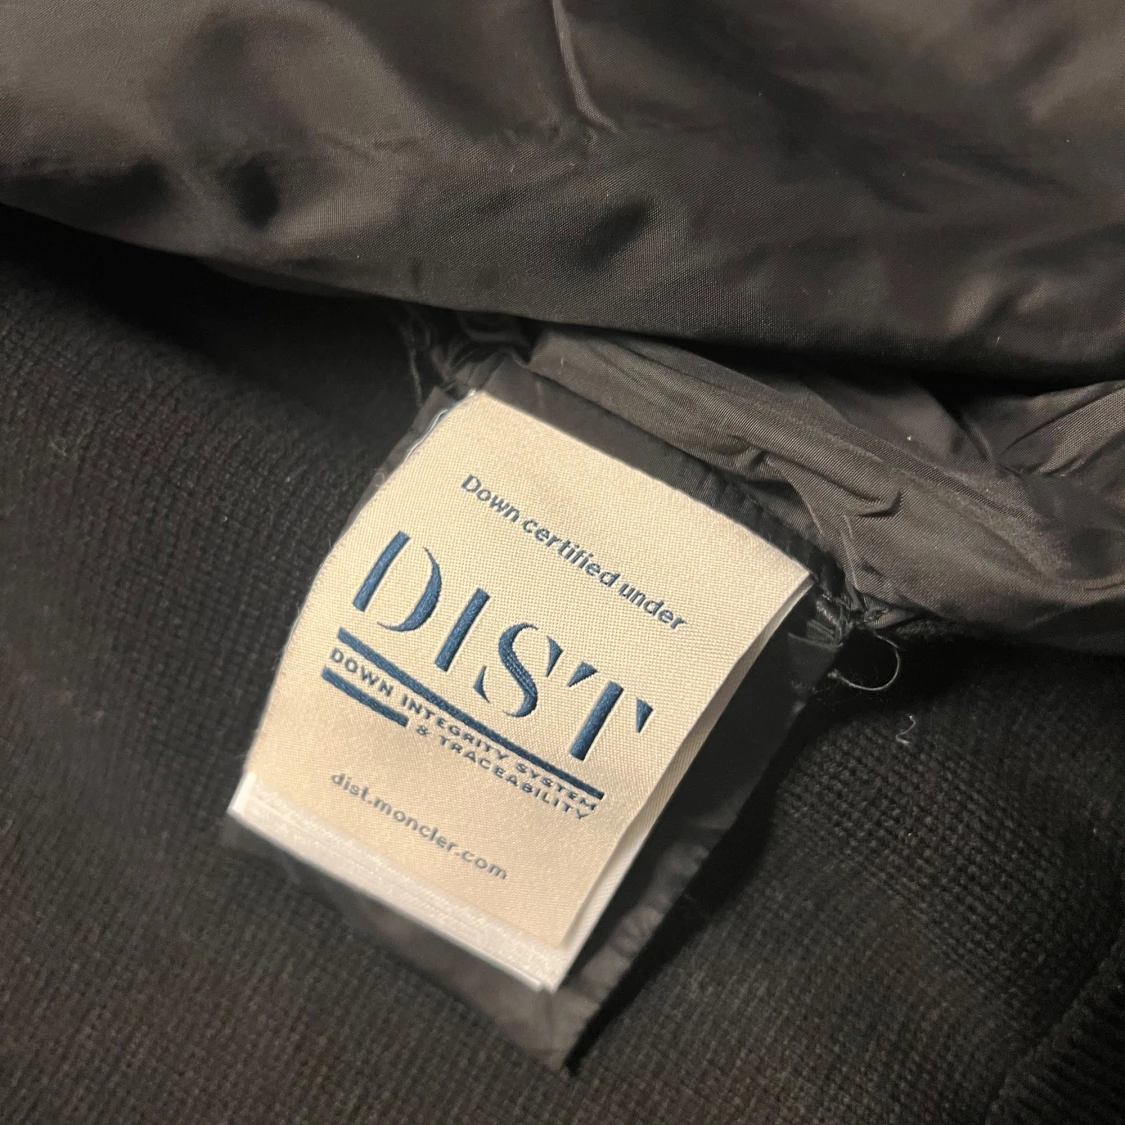 Down certified under
DIST
DOWN INTEGRITY SYSTEM
& TRACEABILITY
dist.moncler.com